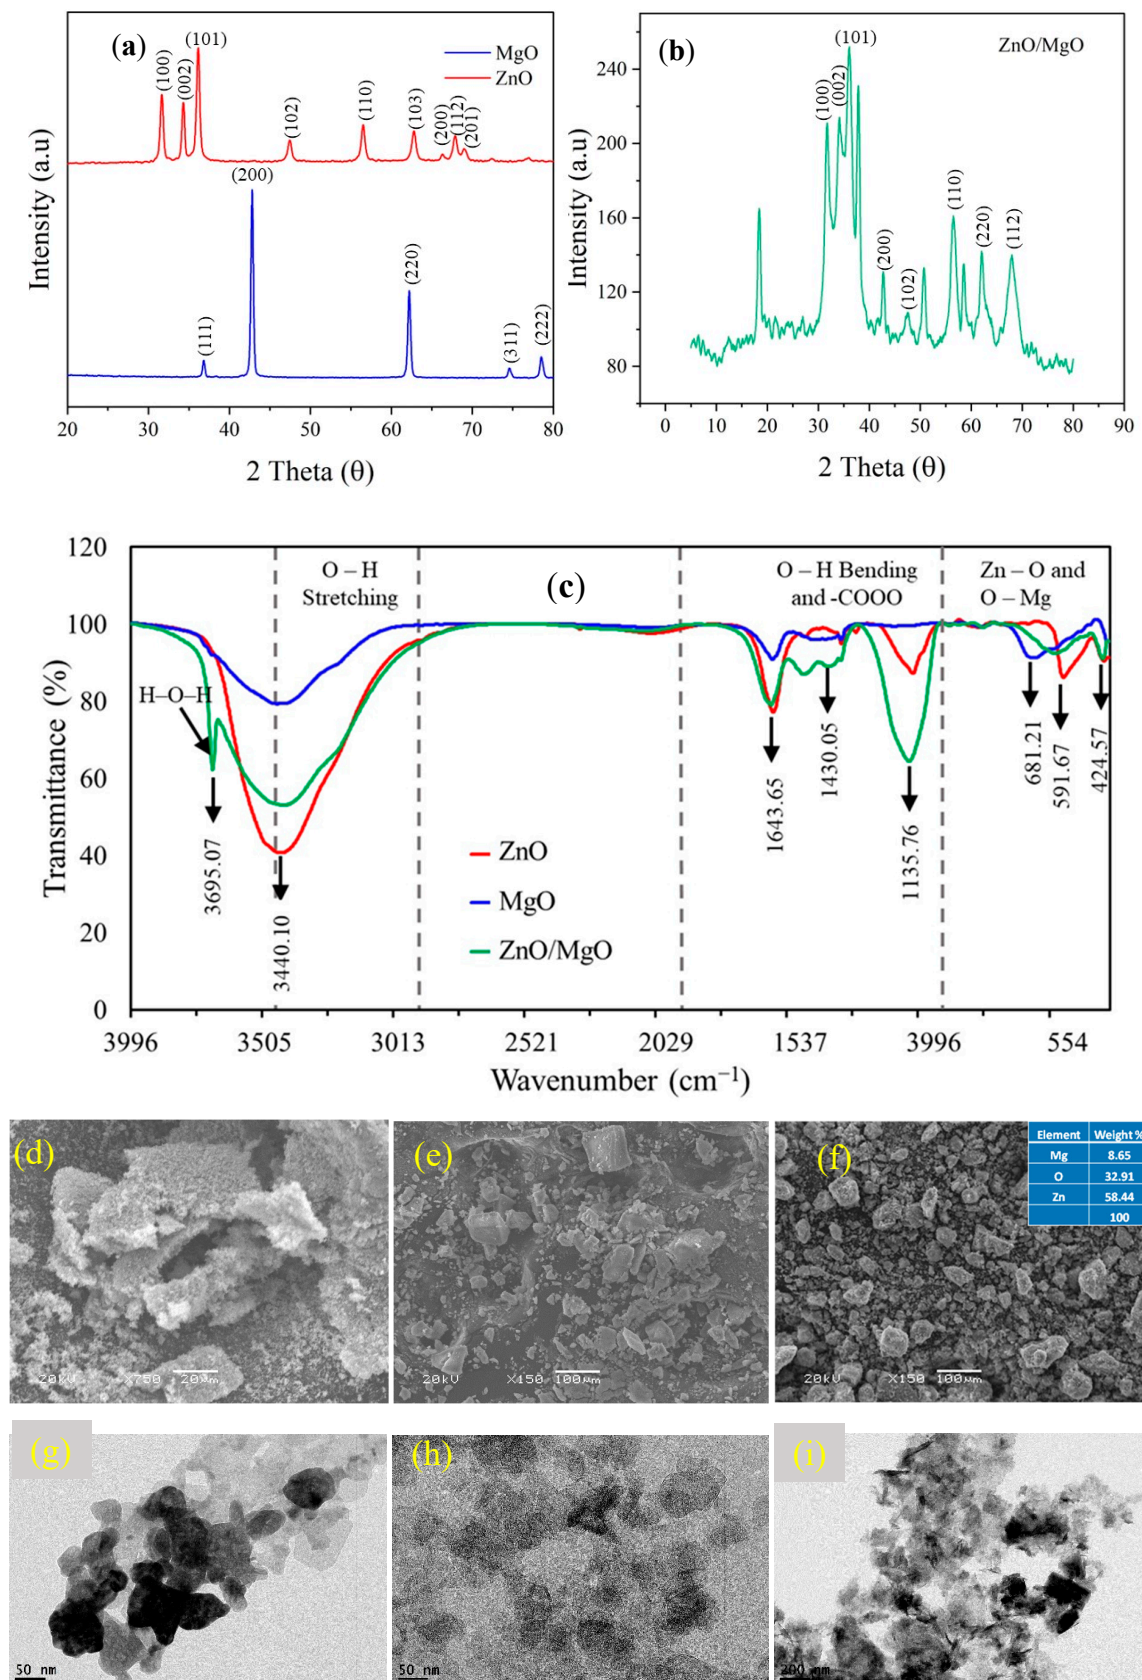 (a)
MgO
ZnO
(100)
(002)
(101)
(102)
(110)
(103)
(200)
(112)
(201)
(111)
(200)
(220)
(311)
(222)
Intensity (a.u)
20 30 40 50 60 70 80
2 Theta (θ)
(b)
ZnO/MgO
(100)
(002)
(101)
(200)
(102)
(110)
(220)
(112)
Intensity (a.u)
240
200
160
120
80
0 10 20 30 40 50 60 70 80 90
2 Theta (θ)
(c)
O – H
Stretching
O – H Bending
and -COOO
Zn – O and
O – Mg
H–O–H
3695.07
3440.10
1643.65
1430.05
1135.76
681.21
591.67
424.57
ZnO
MgO
ZnO/MgO
Transmittance (%)
120
100
80
60
40
20
0
3996 3505 3013 2521 2029 1537 3996 554
Wavenumber (cm⁻¹)
(d)
20kV X750 20μm
(e)
20kV X150 100μm
(f)
Element Weight %
Mg 8.65
O 32.91
Zn 58.44
100
20kV X150 100μm
(g)
50 nm
(h)
50 nm
(i)
200 nm